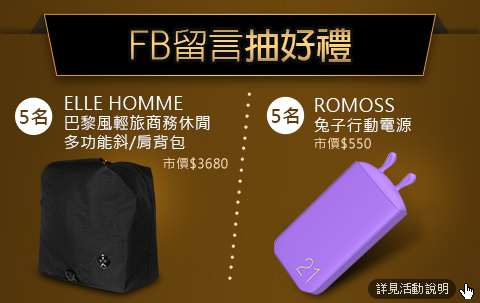 FB留言抽好禮
5名
ELLE HOMME
巴黎風輕旅商務休閒
多功能斜/肩背包
市價$3680
5名
ROMOSS
兔子行動電源
市價$550
21
詳見活動說明